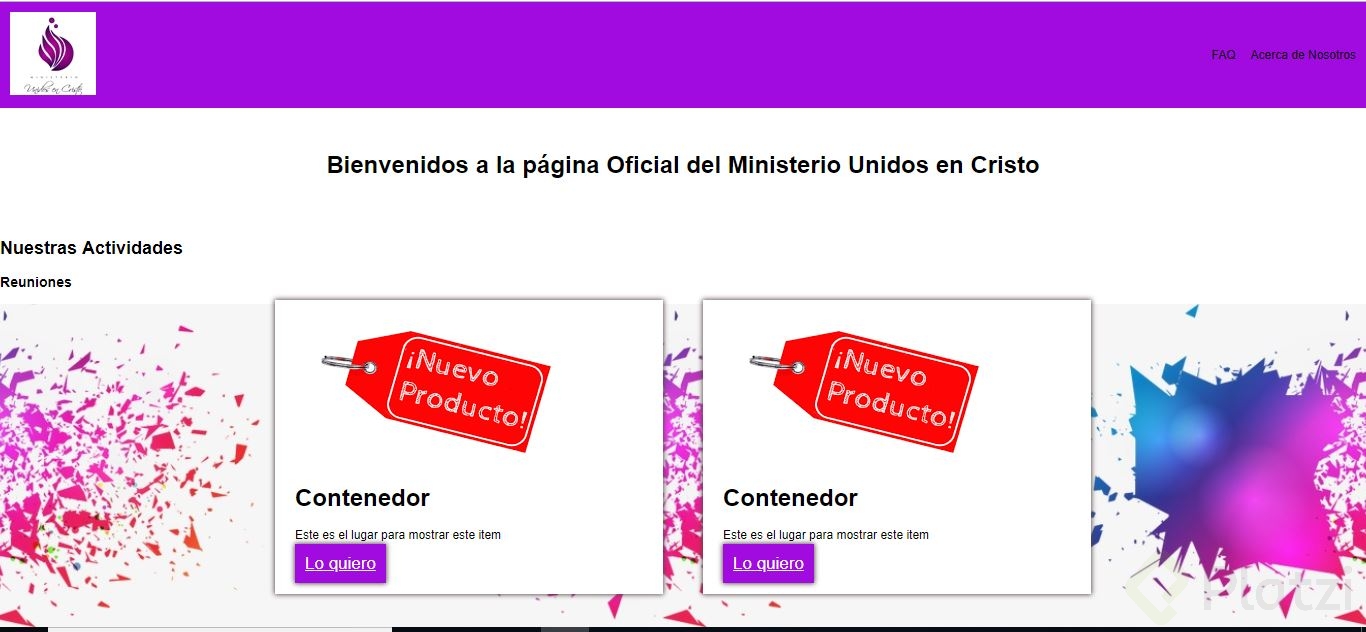 MINISTERIO
Unidos en Cristo
FAQ Acerca de Nosotros
Bienvenidos a la página Oficial del Ministerio Unidos en Cristo
Nuestras Actividades
Reuniones
¡Nuevo
Producto!
Contenedor
Este es el lugar para mostrar este item
Lo quiero
¡Nuevo
Producto!
Contenedor
Este es el lugar para mostrar este item
Lo quiero
Platzi